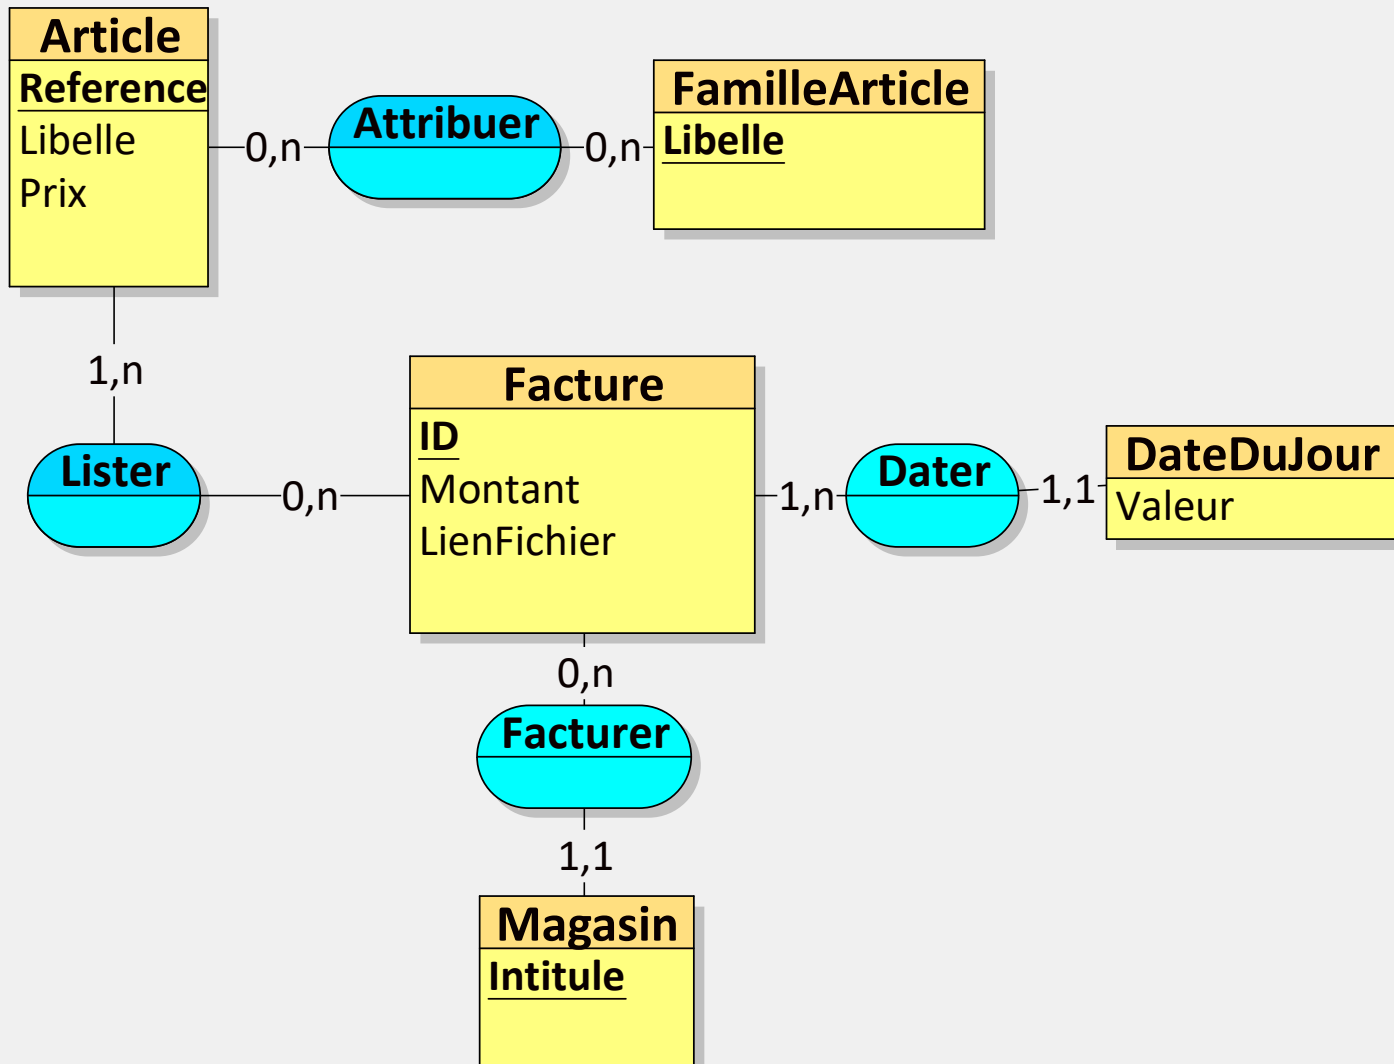 Article
Reference
Libelle
Prix
0,n
Attribuer
0,n
FamilleArticle
Libelle
1,n
Lister
0,n
Facture
ID
Montant
LienFichier
1,n
Dater
1,1
DateDuJour
Valeur
0,n
Facturer
1,1
Magasin
Intitule